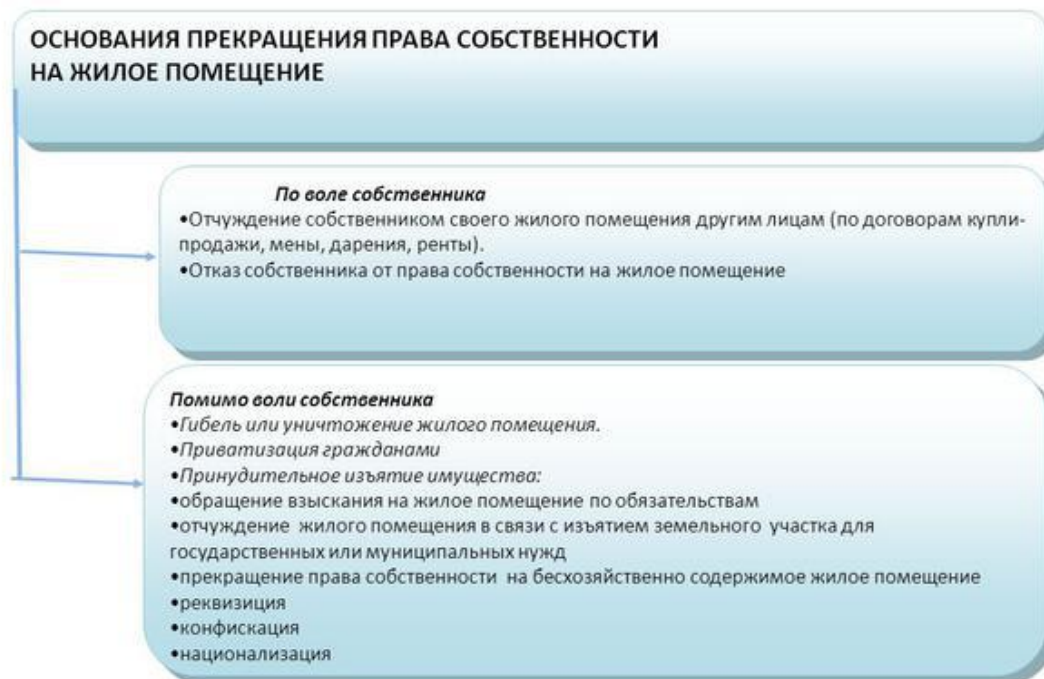 ОСНОВАНИЯ ПРЕКРАЩЕНИЯ ПРАВА СОБСТВЕННОСТИ
НА ЖИЛОЕ ПОМЕЩЕНИЕ
По воле собственника
•Отчуждение собственником своего жилого помещения другим лицам (по договорам купли-
продажи, мены, дарения, ренты).
•Отказ собственника от права собственности на жилое помещение
Помимо воли собственника
•Гибель или уничтожение жилого помещения.
•Приватизация гражданами
•Принудительное изъятие имущества:
•обращение взыскания на жилое помещение по обязательствам
•отчуждение жилого помещения в связи с изъятием земельного участка для
государственных или муниципальных нужд
•прекращение права собственности на бесхозяйственно содержимое жилое помещение
•реквизиция
•конфискация
•национализация